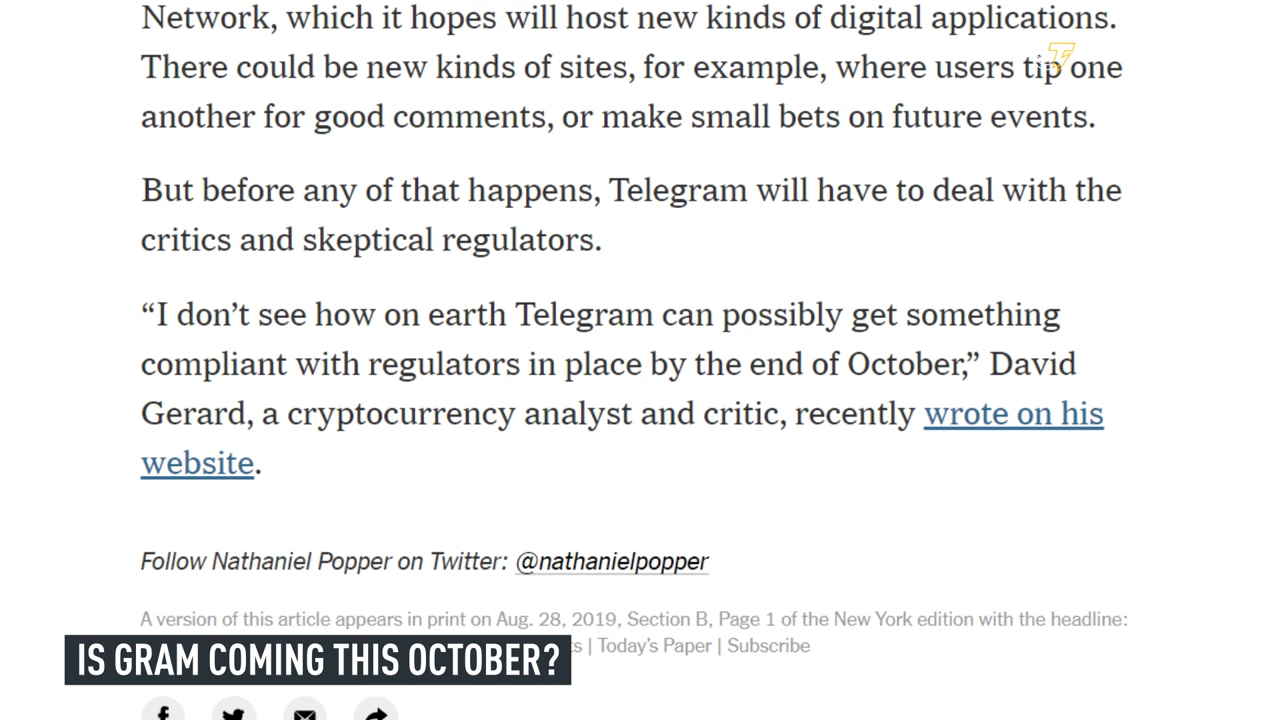 Network, which it hopes will host new kinds of digital applications.
There could be new kinds of sites, for example, where users tip one
another for good comments, or make small bets on future events.
But before any of that happens, Telegram will have to deal with the
critics and skeptical regulators.
“I don’t see how on earth Telegram can possibly get something
compliant with regulators in place by the end of October,” David
Gerard, a cryptocurrency analyst and critic, recently wrote on his
website.
Follow Nathaniel Popper on Twitter: @nathanielpopper
A version of this article appears in print on Aug. 28, 2019, Section B, Page 1 of the New York edition with the headline:
| Today’s Paper | Subscribe
IS GRAM COMING THIS OCTOBER?